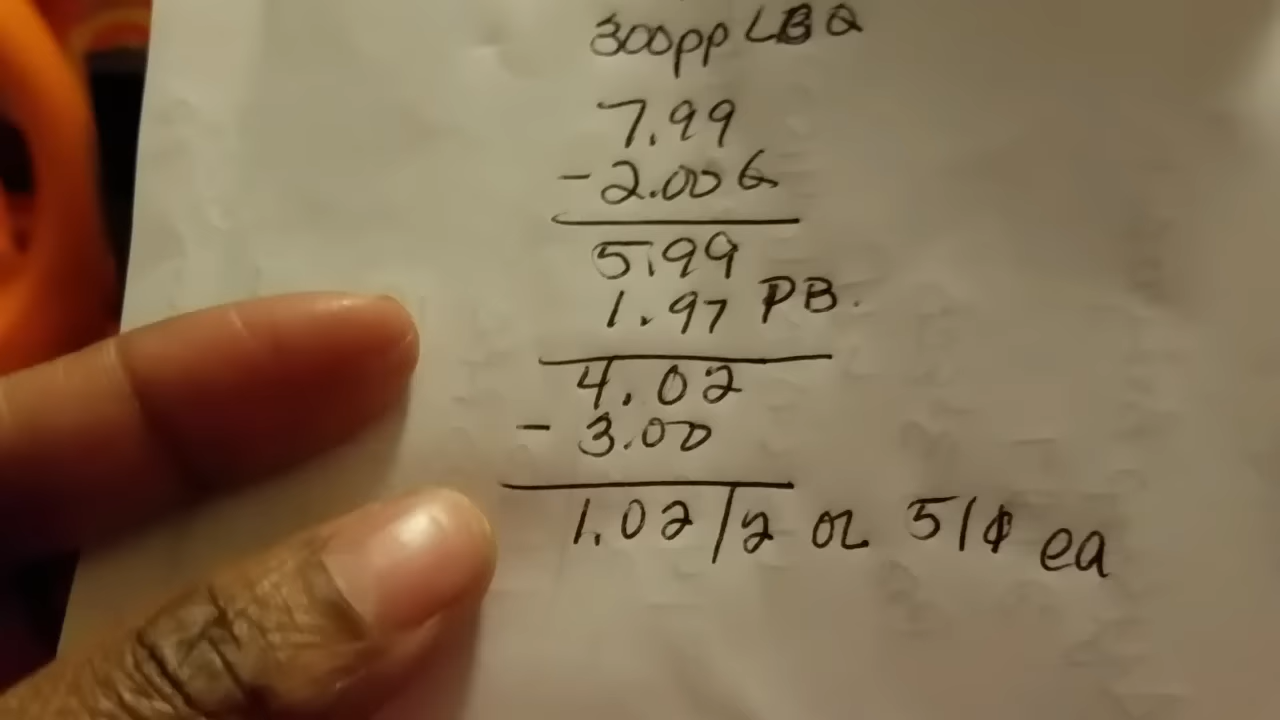 300pp LBQ
7.99
-2.00 Q
5.99
1.97 PB.
4.02
- 3.00
1.02/2 or 51¢ ea